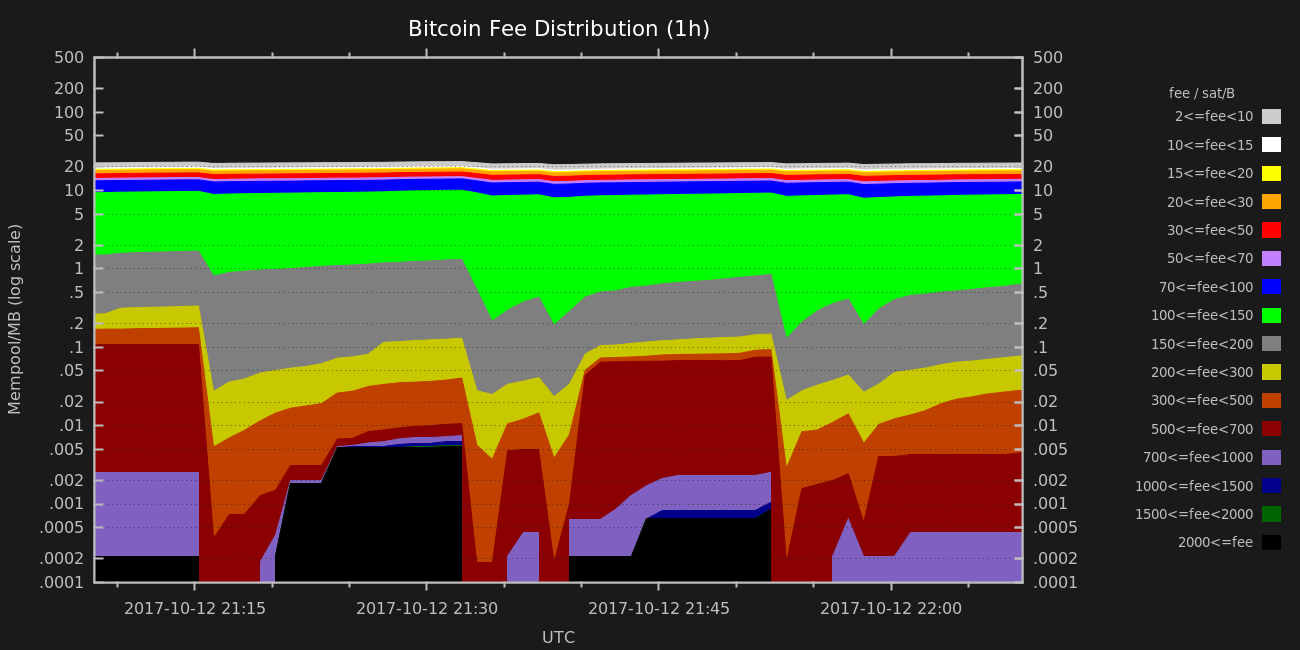 Bitcoin Fee Distribution (1h)
500
200
100
50
20
10
5
2
1
.5
.2
.1
.05
.02
.01
.005
.002
.001
.0005
.0002
.0001
Mempool/MB (log scale)
500
200
100
50
20
10
5
2
1
.5
.2
.1
.05
.02
.01
.005
.002
.001
.0005
.0002
.0001
2017-10-12 21:15 2017-10-12 21:30 2017-10-12 21:45 2017-10-12 22:00
UTC
fee / sat/B
2<=fee<10
10<=fee<15
15<=fee<20
20<=fee<30
30<=fee<50
50<=fee<70
70<=fee<100
100<=fee<150
150<=fee<200
200<=fee<300
300<=fee<500
500<=fee<700
700<=fee<1000
1000<=fee<1500
1500<=fee<2000
2000<=fee